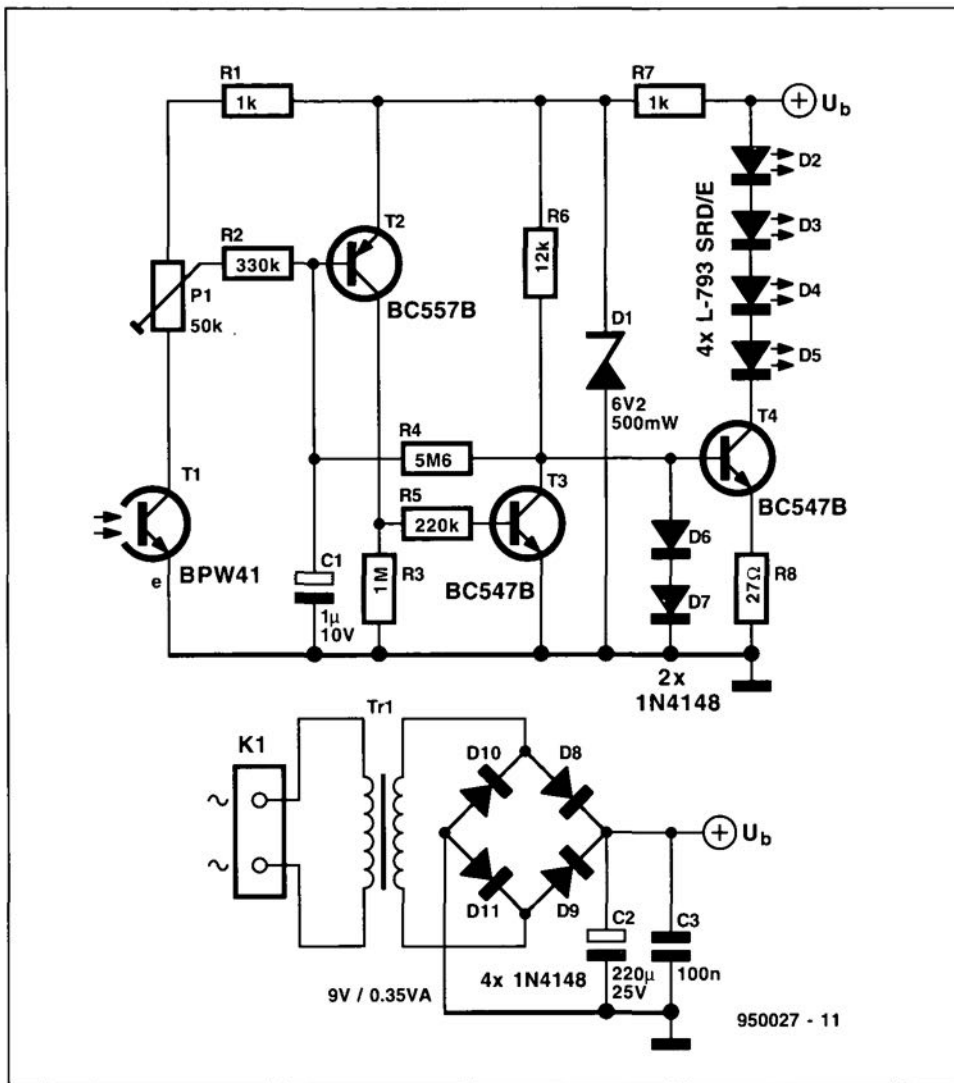 R1
1k
R7
1k
+ Ub
D2
D3
D4
D5
4x L-793 SRD/E
R2
330k
T2
BC557B
R6
12k
P1
50k
D1
6V2
500mW
R4
5M6
T4
BC547B
T1
BPW41
e
R5
220k
T3
BC547B
C1
1µ
10V
1M
R3
D6
D7
27Ω
R8
2x
1N4148
Tr1
K1
~
~
D10
D8
D11
D9
+ Ub
C2
220µ
25V
C3
100n
4x 1N4148
9V / 0.35VA
950027 - 11